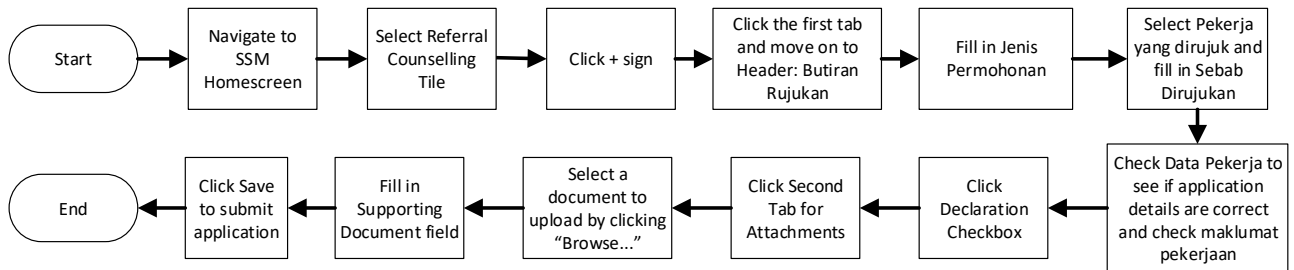 Start
Navigate to
SSM
Homescreen
Select Referral
Counselling
Tile
Click + sign
Click the first tab
and move on to
Header: Butiran
Rujukan
Fill in Jenis
Permohonan
Select Pekerja
yang dirujuk and
fill in Sebab
Dirujukan
Check Data Pekerja to
see if application
details are correct
and check maklumat
pekerjaan
Click
Declaration
Checkbox
Click Second
Tab for
Attachments
Select a
document to
upload by clicking
“Browse...”
Fill in
Supporting
Document field
Click Save
to submit
application
End